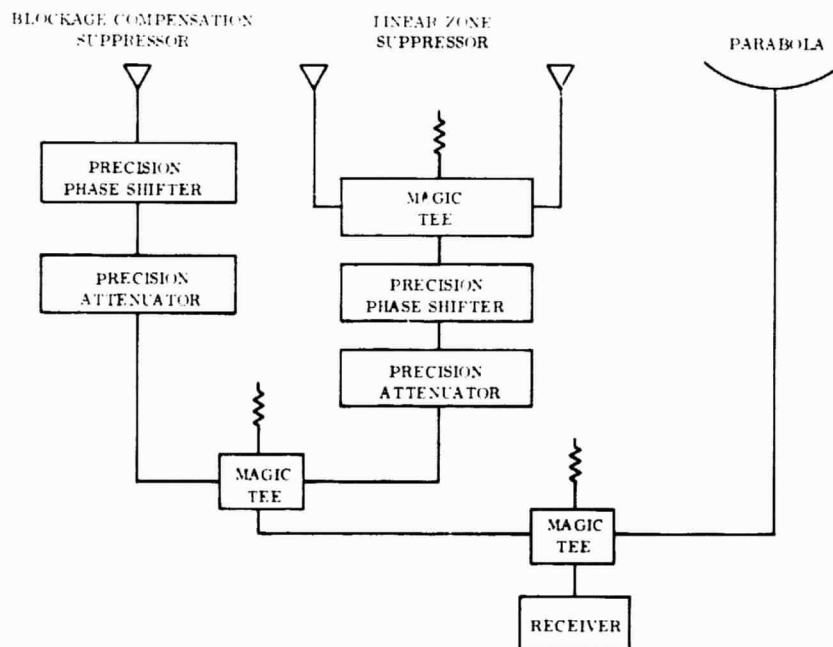 BLOCKAGE COMPENSATION
SUPPRESSOR
LINEAR ZONE
SUPPRESSOR
PARABOLA
PRECISION
PHASE SHIFTER
MAGIC
TEE
PRECISION
ATTENUATOR
PRECISION
PHASE SHIFTER
PRECISION
ATTENUATOR
MAGIC
TEE
MAGIC
TEE
RECEIVER